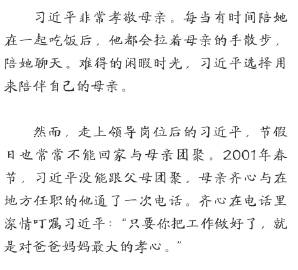 习近平非常孝敬母亲。每当有时间陪她
在一起吃饭后，他都会拉着母亲的手散步，
陪她聊天。难得的闲暇时光，习近平选择用
来陪伴自己的母亲。
然而，走上领导岗位后的习近平，节假
日也常常不能回家与母亲团聚。2001年春
节，习近平没能跟父母团聚，母亲齐心与在
地方任职的他通了一次电话。齐心在电话里
深情叮嘱习近平：“只要你把工作做好了，就
是对爸爸妈妈最大的孝心。”